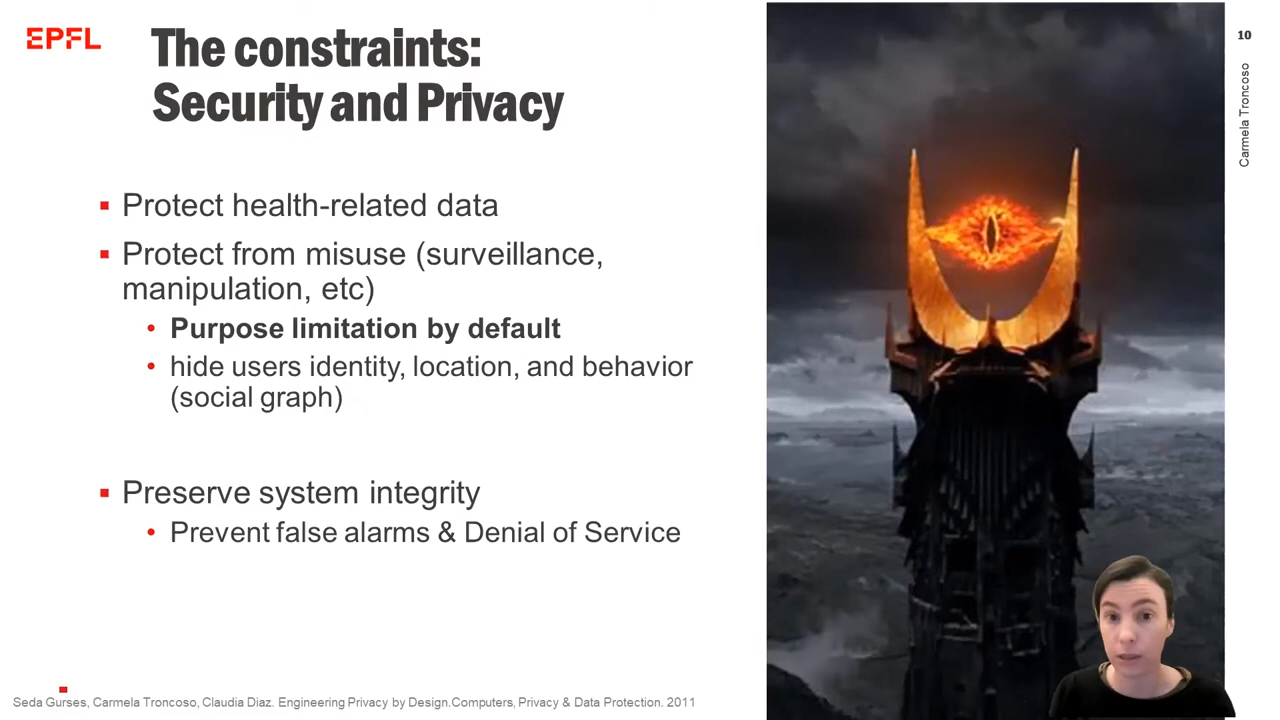 EPFL
The constraints:
Security and Privacy
10
Carmela Troncoso
▪ Protect health-related data
▪ Protect from misuse (surveillance,
manipulation, etc)
• Purpose limitation by default
• hide users identity, location, and behavior
(social graph)
▪ Preserve system integrity
• Prevent false alarms & Denial of Service
Seda Gurses, Carmela Troncoso, Claudia Diaz. Engineering Privacy by Design.Computers, Privacy & Data Protection. 2011